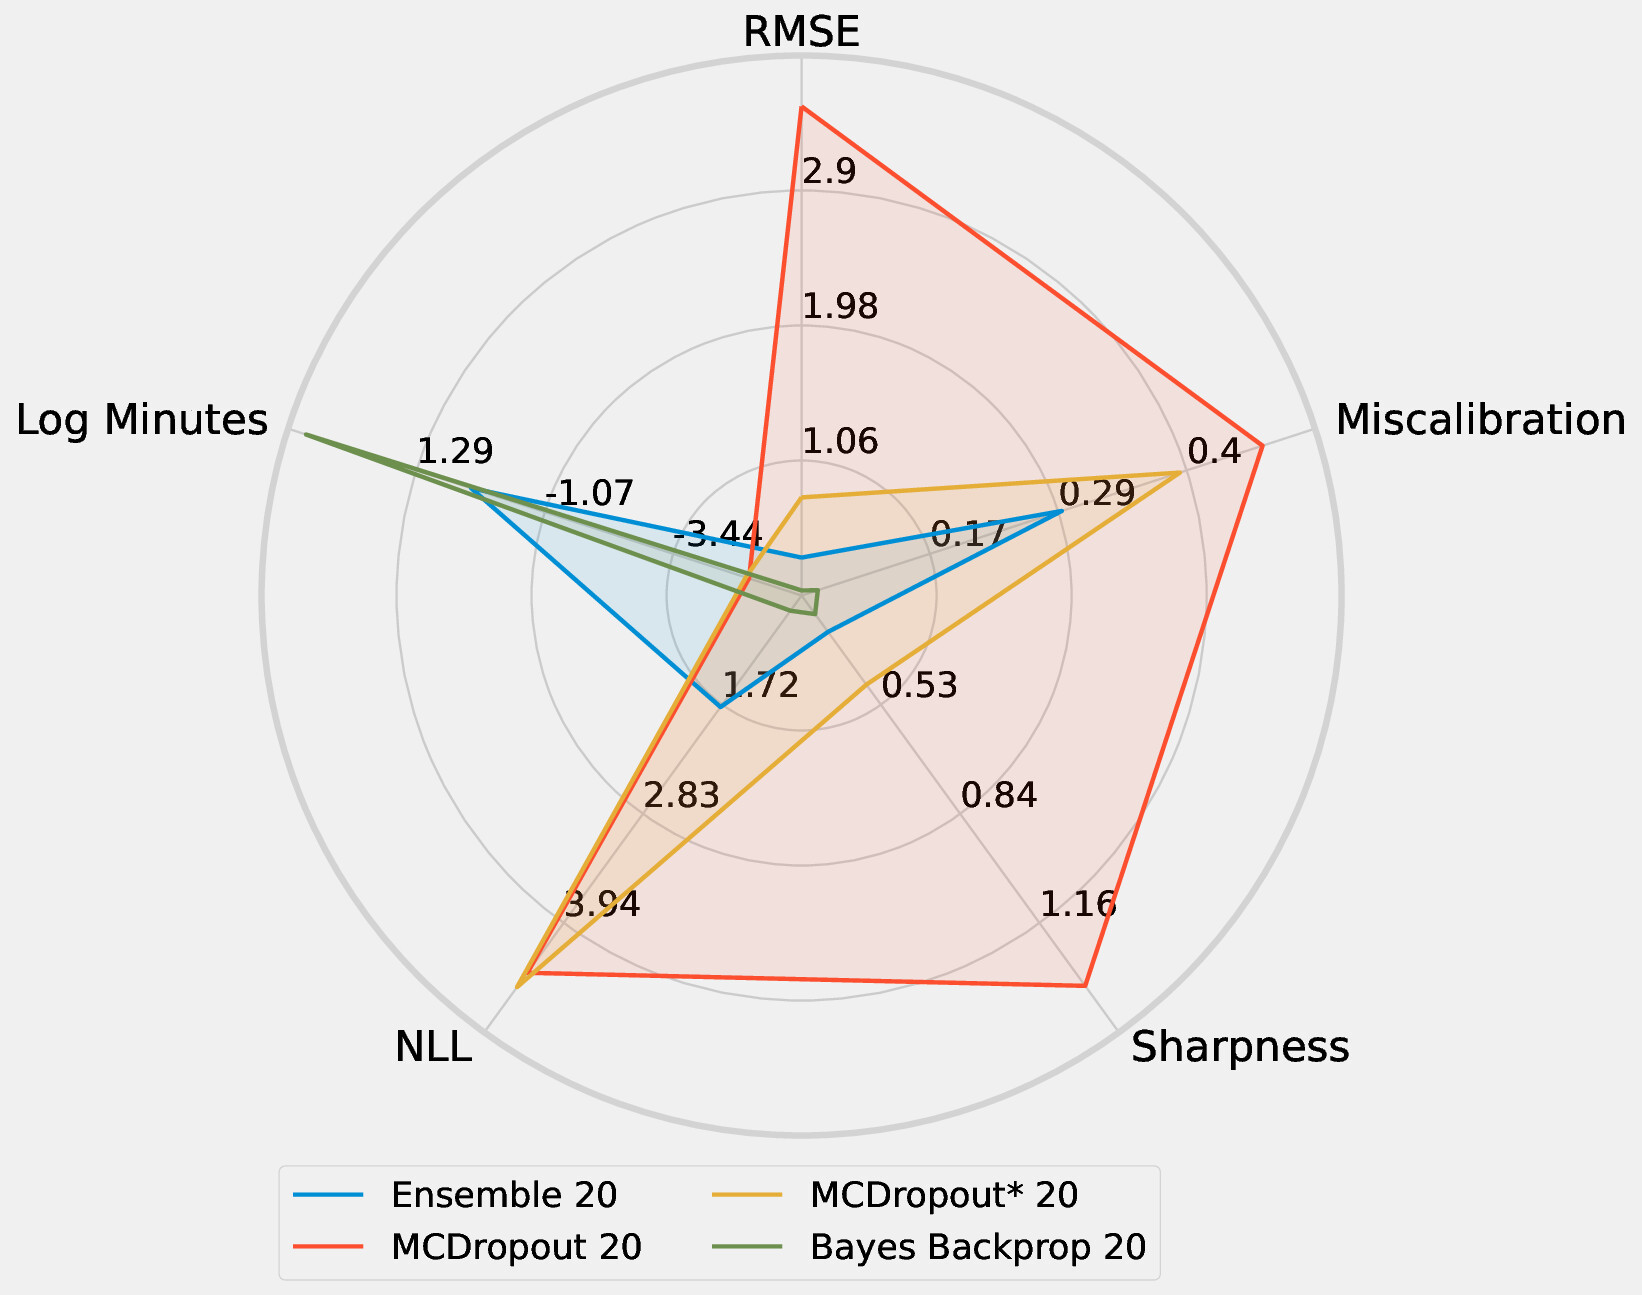 RMSE
2.9
1.98
1.06
Log Minutes
1.29
-1.07
-3.44
Miscalibration
0.4
0.29
0.17
1.72
2.83
3.94
0.53
0.84
1.16
NLL
Sharpness
Ensemble 20
MCDropout 20
MCDropout* 20
Bayes Backprop 20